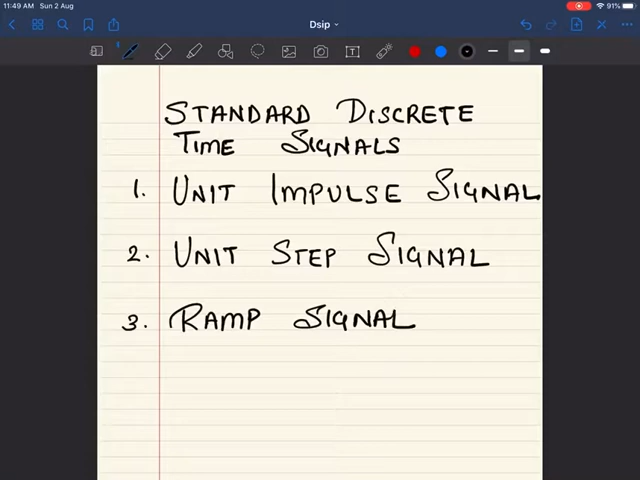 11:49 AM Sun 2 Aug
91%
Dsip
STANDARD DISCRETE
TIME SIGNALS
1. UNIT IMPULSE SIGNAL
2. UNIT STEP SIGNAL
3. RAMP SIGNAL